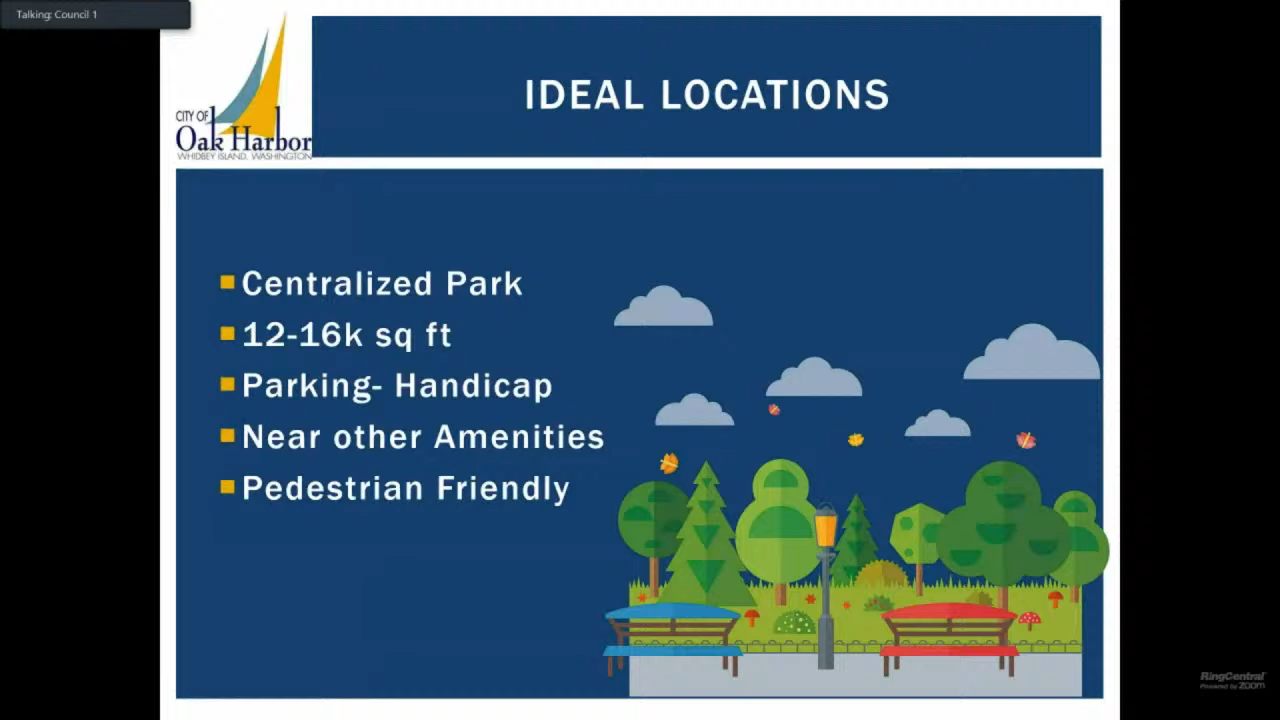 Talking: Council 1
CITY OF
Oak Harbor
WHIDBEY ISLAND, WASHINGTON
IDEAL LOCATIONS
Centralized Park
12-16k sq ft
Parking- Handicap
Near other Amenities
Pedestrian Friendly
RingCentral
Powered by zoom